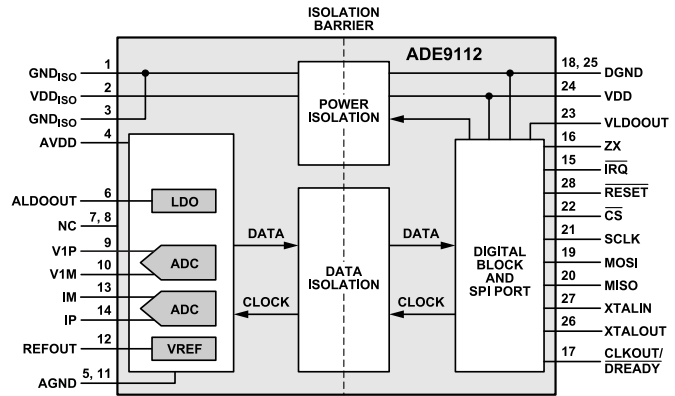 ISOLATION
BARRIER
ADE9112
1
GNDISO
2
VDDISO
3
GNDISO
4
AVDD
6
ALDOOUT
7, 8
NC
9
V1P
10
V1M
13
IM
14
IP
12
REFOUT
5, 11
AGND
LDO
ADC
ADC
VREF
POWER
ISOLATION
DATA
CLOCK
DATA
ISOLATION
DATA
CLOCK
DIGITAL
BLOCK
AND
SPI PORT
18, 25
DGND
24
VDD
23
VLDOOUT
16
ZX
15
IRQ
28
RESET
22
CS
21
SCLK
19
MOSI
20
MISO
27
XTALIN
26
XTALOUT
17
CLKOUT/
DREADY